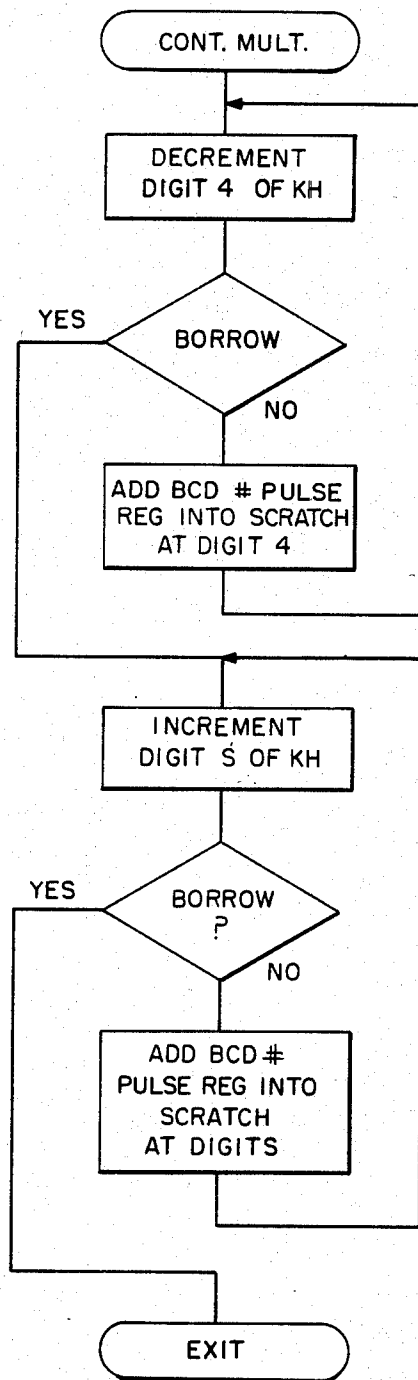 CONT. MULT.
DECREMENT
DIGIT 4 OF KH
YES
BORROW
NO
ADD BCD # PULSE
REG INTO SCRATCH
AT DIGIT 4
INCREMENT
DIGIT S OF KH
YES
BORROW
?
NO
ADD BCD #
PULSE REG INTO
SCRATCH
AT DIGITS
EXIT